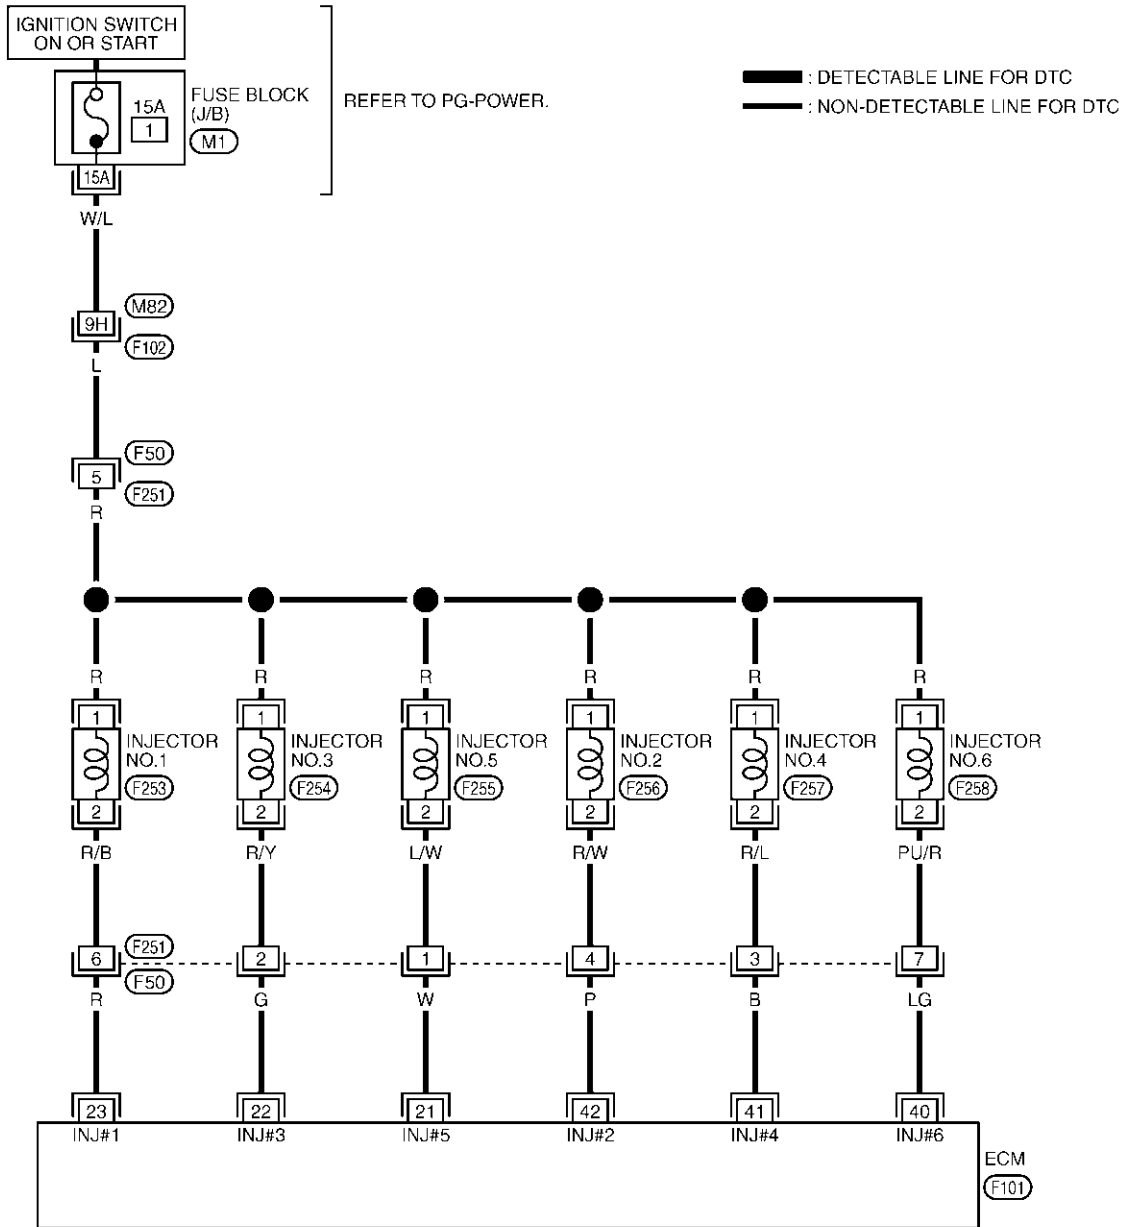 IGNITION SWITCH
ON OR START
15A
1
FUSE BLOCK
(J/B)
M1
REFER TO PG-POWER.
: DETECTABLE LINE FOR DTC
: NON-DETECTABLE LINE FOR DTC
15A
W/L
9H
M82
F102
L
5
F50
F251
R
R R R R R R
1 1 1 1 1 1
INJECTOR NO.1 F253
INJECTOR NO.3 F254
INJECTOR NO.5 F255
INJECTOR NO.2 F256
INJECTOR NO.4 F257
INJECTOR NO.6 F258
2 2 2 2 2 2
R/B R/Y L/W R/W R/L PU/R
6 F251 2 1 4 3 7
F50
R G W P B LG
23 22 21 42 41 40
INJ#1 INJ#3 INJ#5 INJ#2 INJ#4 INJ#6
ECM
F101